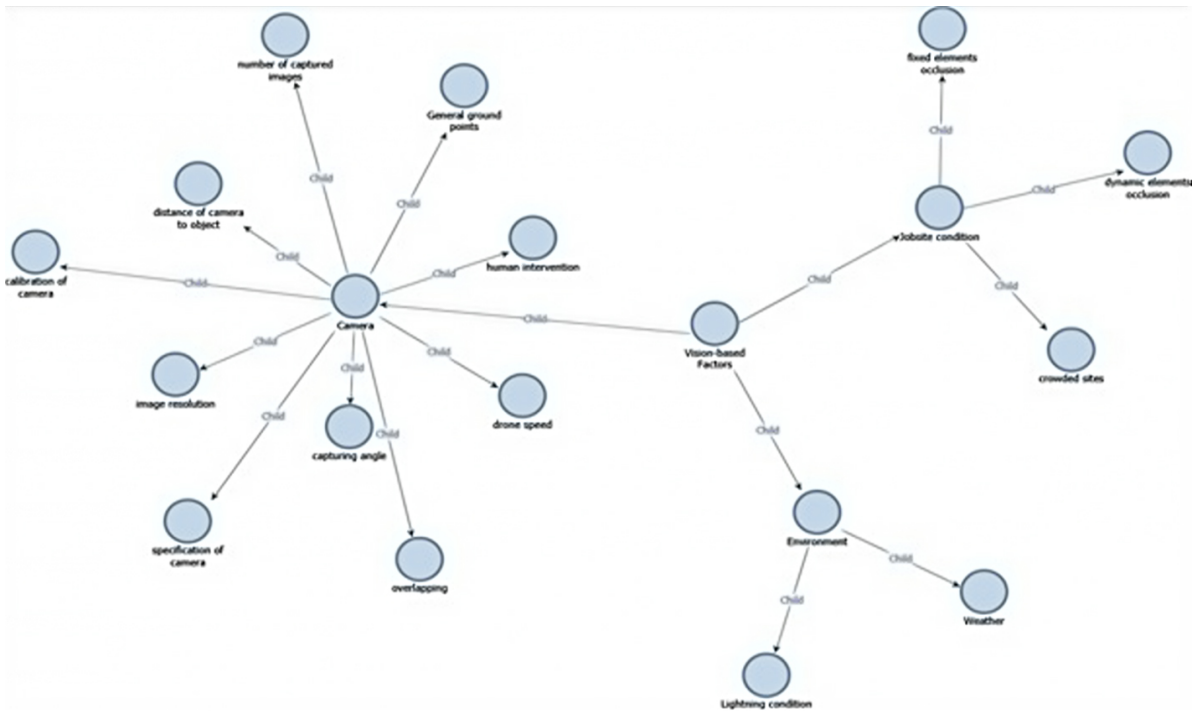 number of captured
images
General ground
points
fixed elements
occlusion
Child
Child
Child
dynamic elements
occlusion
Child
distance of camera
to object
Child
Jobsite condition
calibration of
camera
Child
Child
human intervention
Child
Child
Child
crowded sites
Camera
Child
Vision-based
Factors
Child
Child
Child
image resolution
Child
Child
Child
drone speed
capturing angle
Child
specification of
camera
overlapping
Environment
Child
Child
Weather
Lightning condition